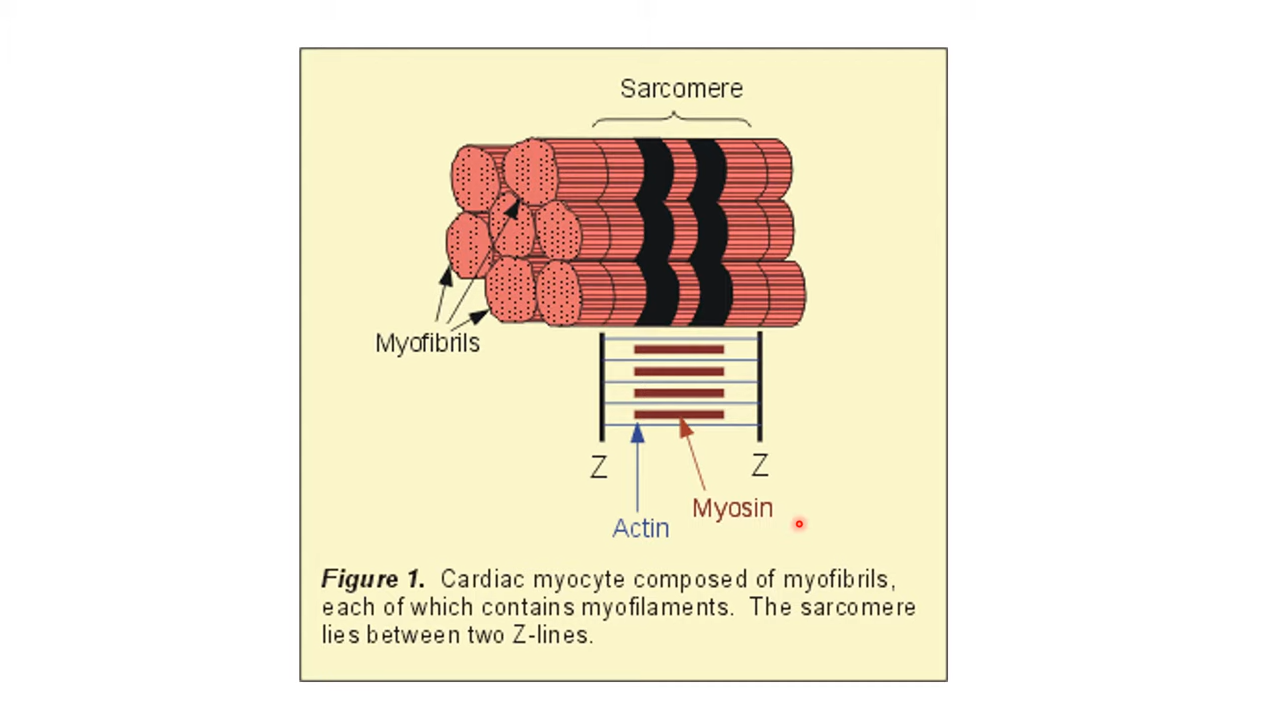 Sarcomere
Myofibrils
Z Z
Myosin
Actin
Figure 1. Cardiac myocyte composed of myofibrils,
each of which contains myofilaments. The sarcomere
lies between two Z-lines.